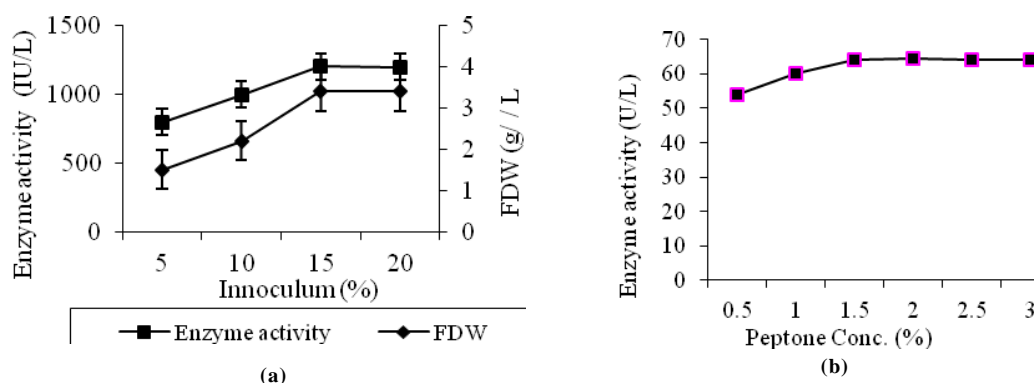 Enzyme activity (IU/L)
1500
1000
500
0
5
4
3
2
1
0
FDW (g/ / L)
5 10 15 20
Innoculum (%)
Enzyme activity FDW
(a)
Enzyme activity (U/L)
70
60
50
40
30
20
10
0
0.5 1 1.5 2 2.5 3
Peptone Conc. (%)
(b)